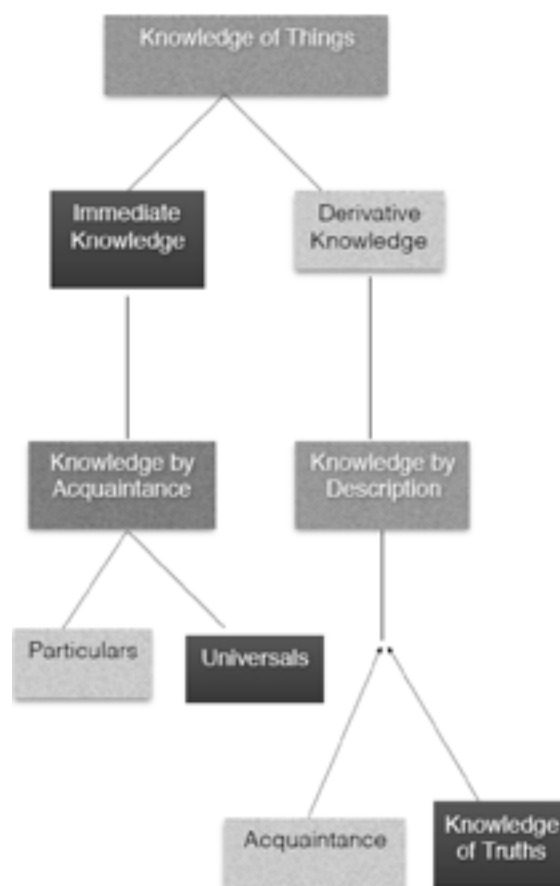 Knowledge of Things
Immediate
Knowledge
Derivative
Knowledge
Knowledge by
Acquaintance
Knowledge by
Description
Particulars
Universals
Acquaintance
Knowledge
of Truths